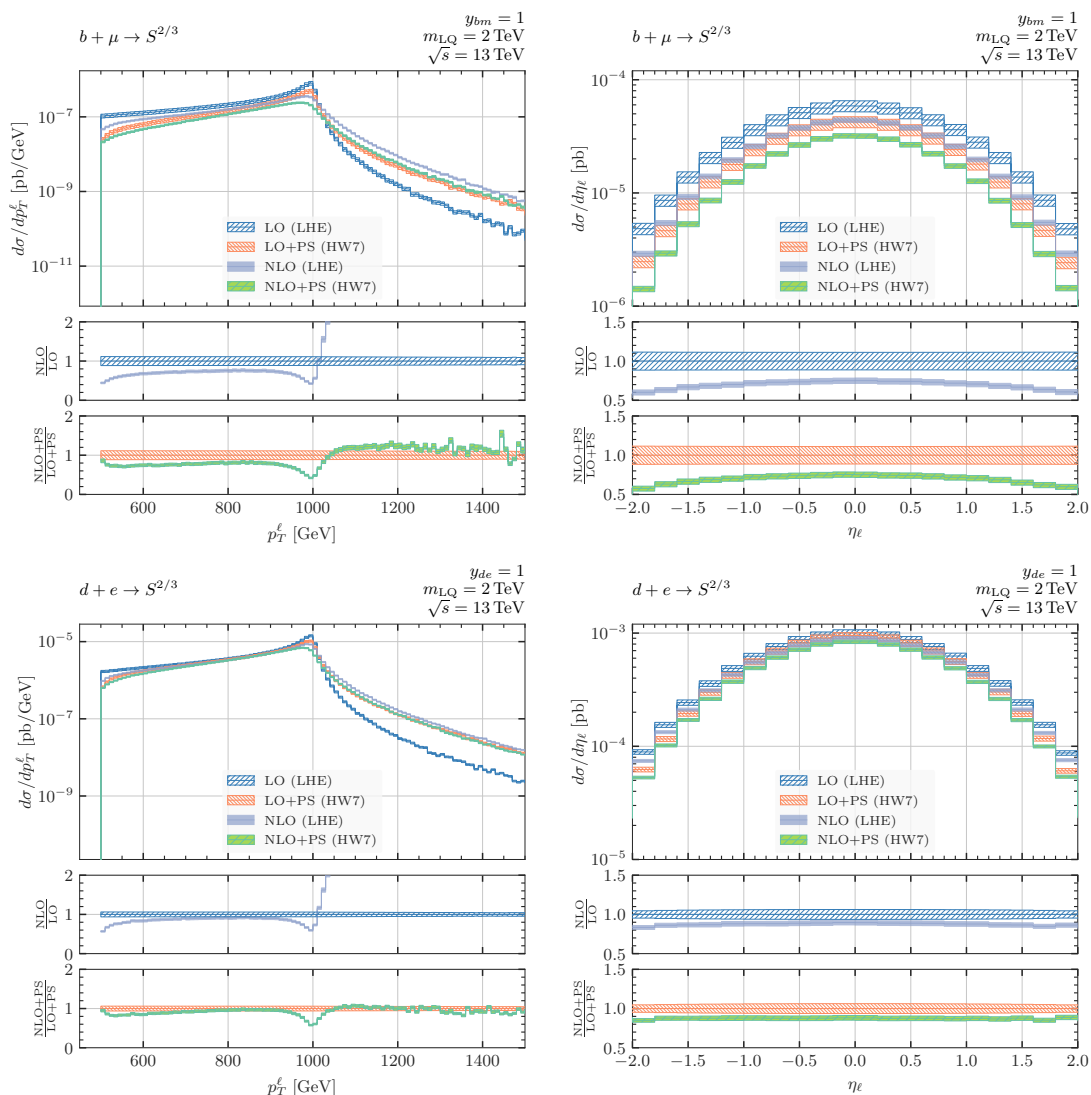 y_{bm} = 1
b + μ → S^{2/3}
m_{LQ} = 2 TeV
√s = 13 TeV
dσ/dp_T^ℓ [pb/GeV]
10^{−7}
10^{−9}
10^{−11}
LO (LHE)
LO+PS (HW7)
NLO (LHE)
NLO+PS (HW7)
NLO/LO
2
1
0
NLO+PS/LO+PS
2
1
0
600 800 1000 1200 1400
p_T^ℓ [GeV]
y_{bm} = 1
b + μ → S^{2/3}
m_{LQ} = 2 TeV
√s = 13 TeV
dσ/dη_ℓ [pb]
10^{−4}
10^{−5}
10^{−6}
LO (LHE)
LO+PS (HW7)
NLO (LHE)
NLO+PS (HW7)
NLO/LO
1.5
1.0
0.5
NLO+PS/LO+PS
1.5
1.0
0.5
−2.0 −1.5 −1.0 −0.5 0.0 0.5 1.0 1.5 2.0
η_ℓ
y_{de} = 1
d + e → S^{2/3}
m_{LQ} = 2 TeV
√s = 13 TeV
dσ/dp_T^ℓ [pb/GeV]
10^{−5}
10^{−7}
10^{−9}
LO (LHE)
LO+PS (HW7)
NLO (LHE)
NLO+PS (HW7)
NLO/LO
2
1
0
NLO+PS/LO+PS
2
1
0
600 800 1000 1200 1400
p_T^ℓ [GeV]
y_{de} = 1
d + e → S^{2/3}
m_{LQ} = 2 TeV
√s = 13 TeV
dσ/dη_ℓ [pb]
10^{−3}
10^{−4}
10^{−5}
LO (LHE)
LO+PS (HW7)
NLO (LHE)
NLO+PS (HW7)
NLO/LO
1.5
1.0
0.5
NLO+PS/LO+PS
1.5
1.0
0.5
−2.0 −1.5 −1.0 −0.5 0.0 0.5 1.0 1.5 2.0
η_ℓ